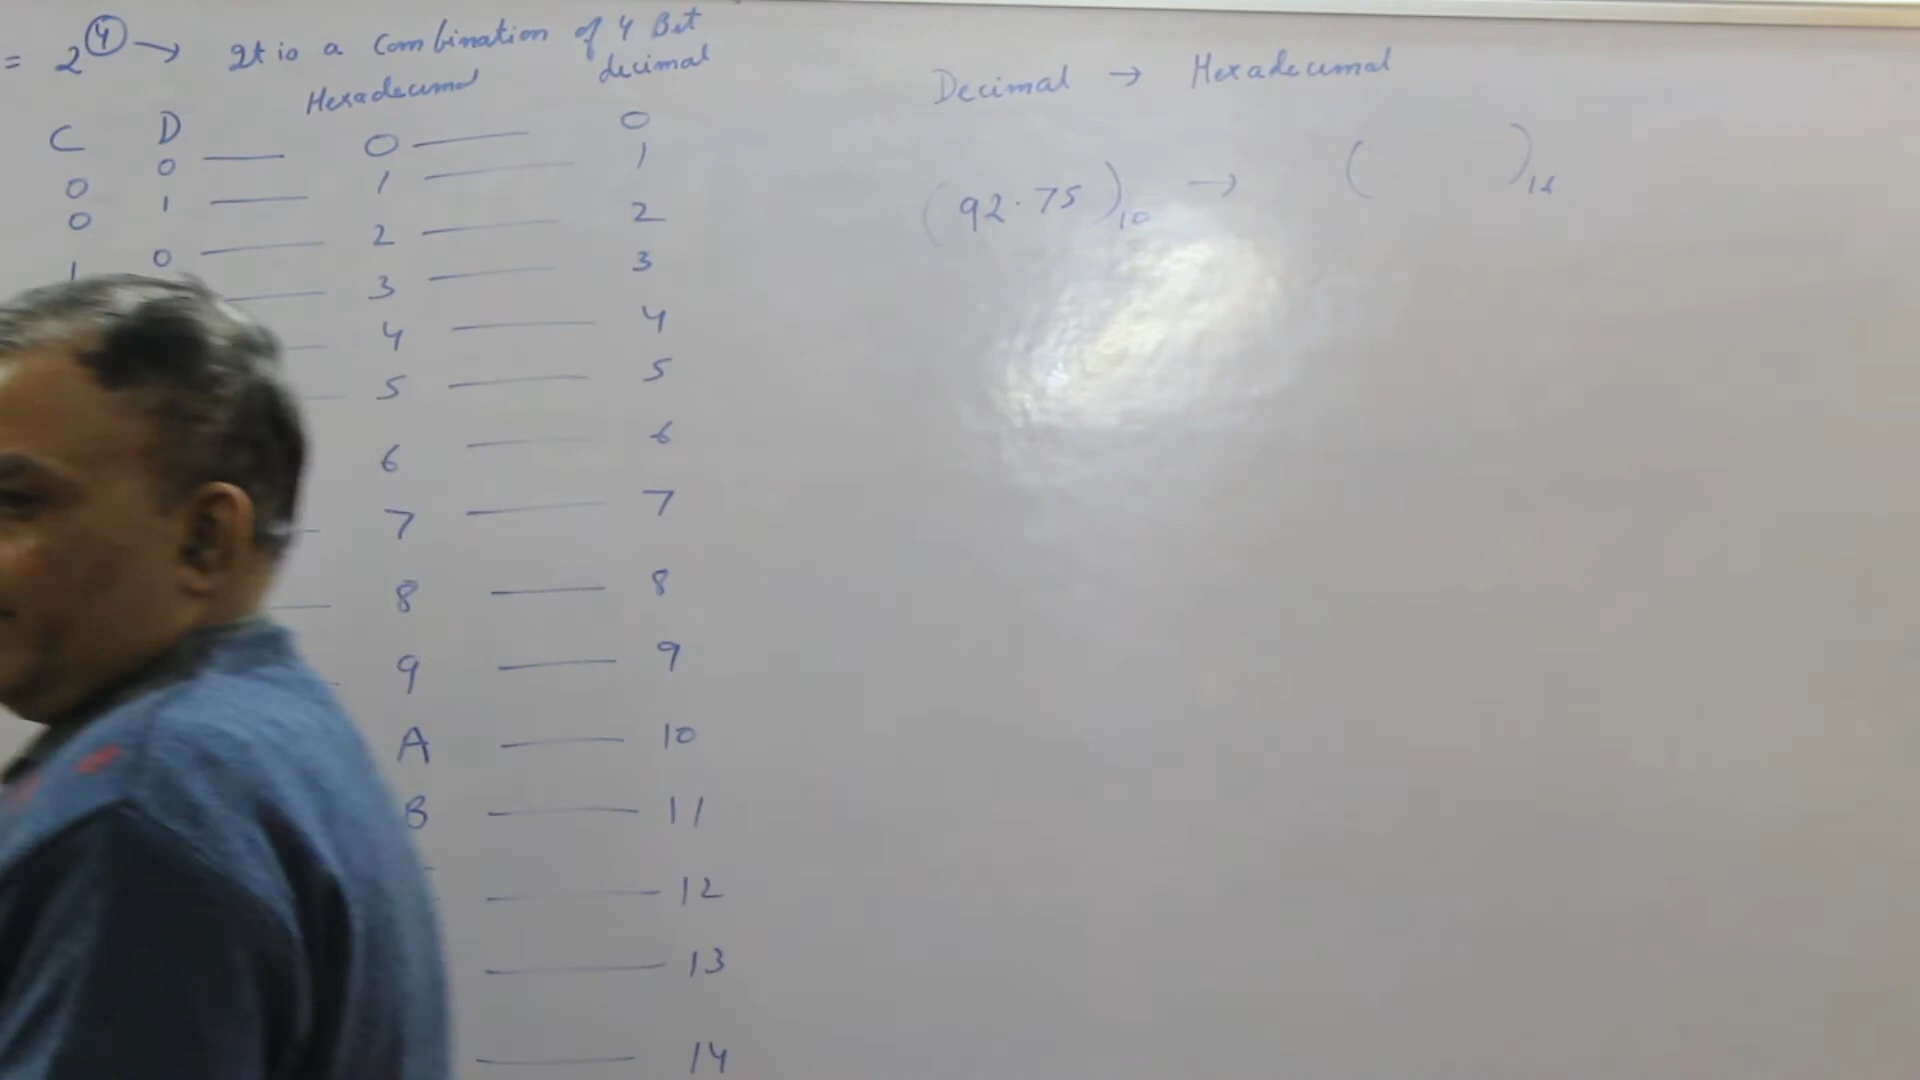 = 2④ → It is a Combination of 4 Bit
Hexadecimal decimal
C D
0 0 — 0 — 0
0 1 — 1 — 1
1 0 — 2 — 2
— 3 — 3
— 4 — 4
— 5 — 5
6 — 6
7 — 7
— 8 — 8
9 — 9
A — 10
B — 11
— 12
— 13
— 14
Decimal → Hexadecimal
(92.75)10 → ( )16